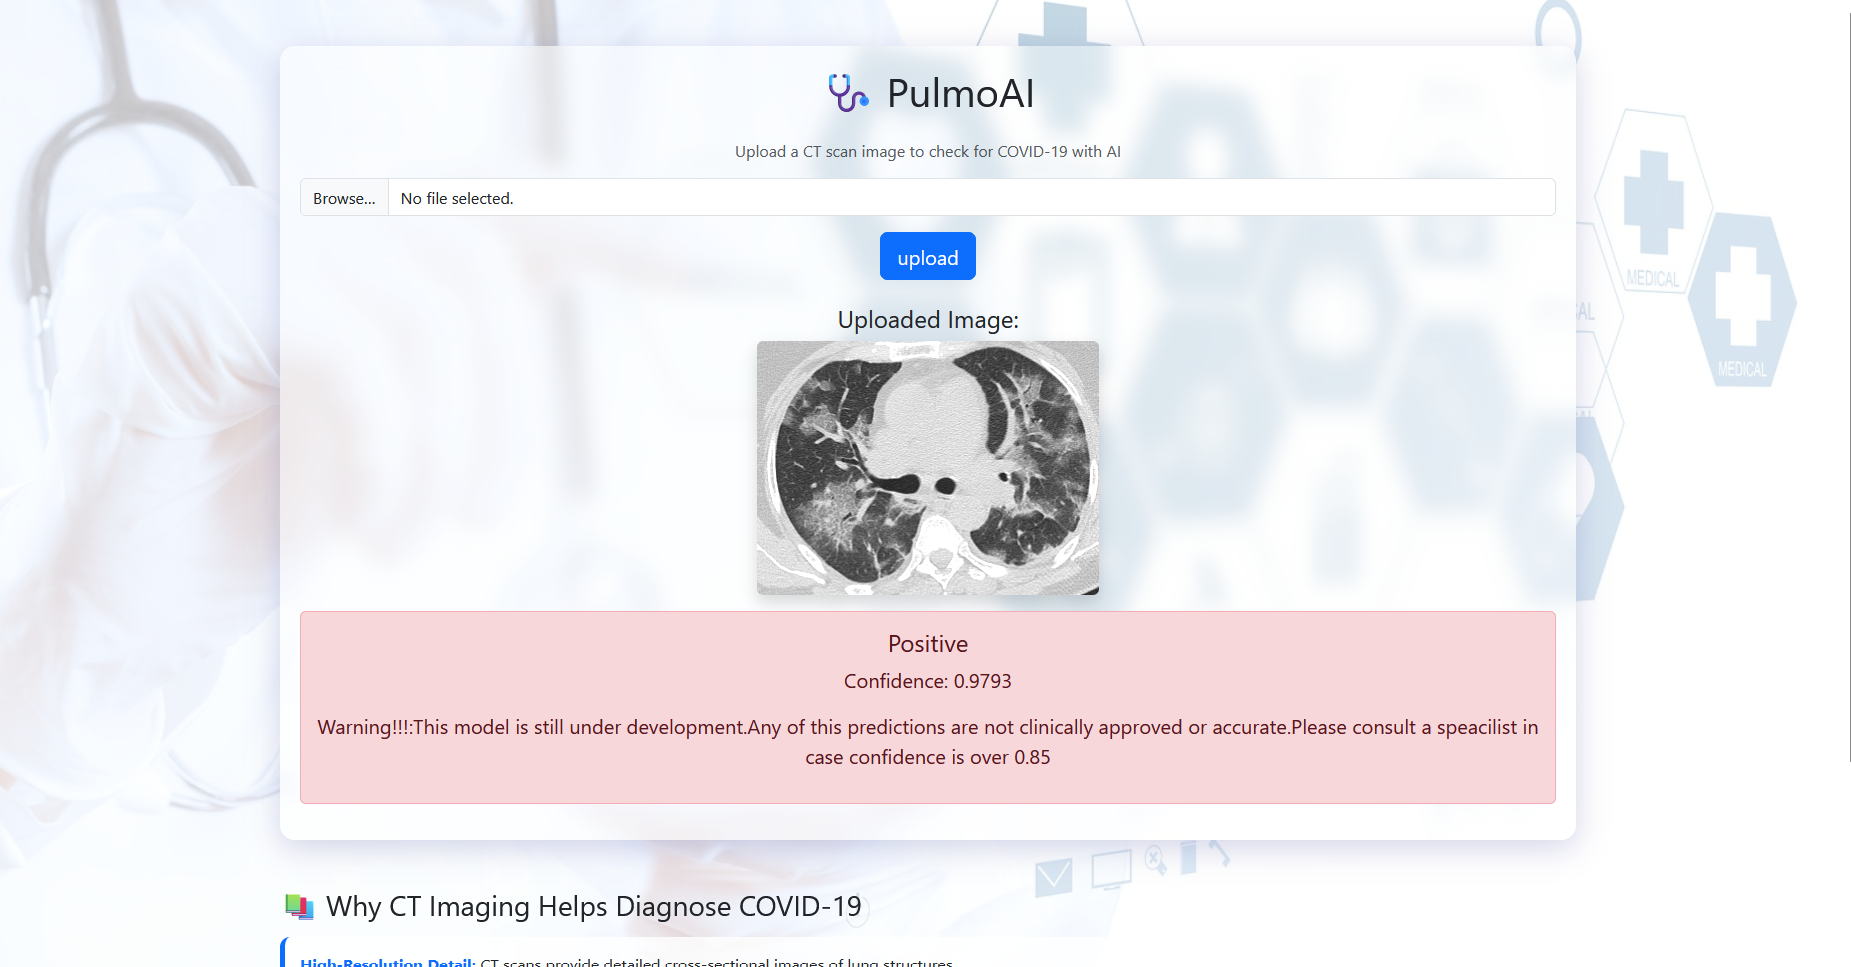 PulmoAI
Upload a CT scan image to check for COVID-19 with AI
Browse... No file selected.
upload
Uploaded Image:
MEDICAL
MEDICAL
Positive
Confidence: 0.9793
Warning!!!:This model is still under development.Any of this predictions are not clinically approved or accurate.Please consult a speacilist in
case confidence is over 0.85
Why CT Imaging Helps Diagnose COVID-19
High-Resolution Detail: CT scans provide detailed cross-sectional images of lung structures.